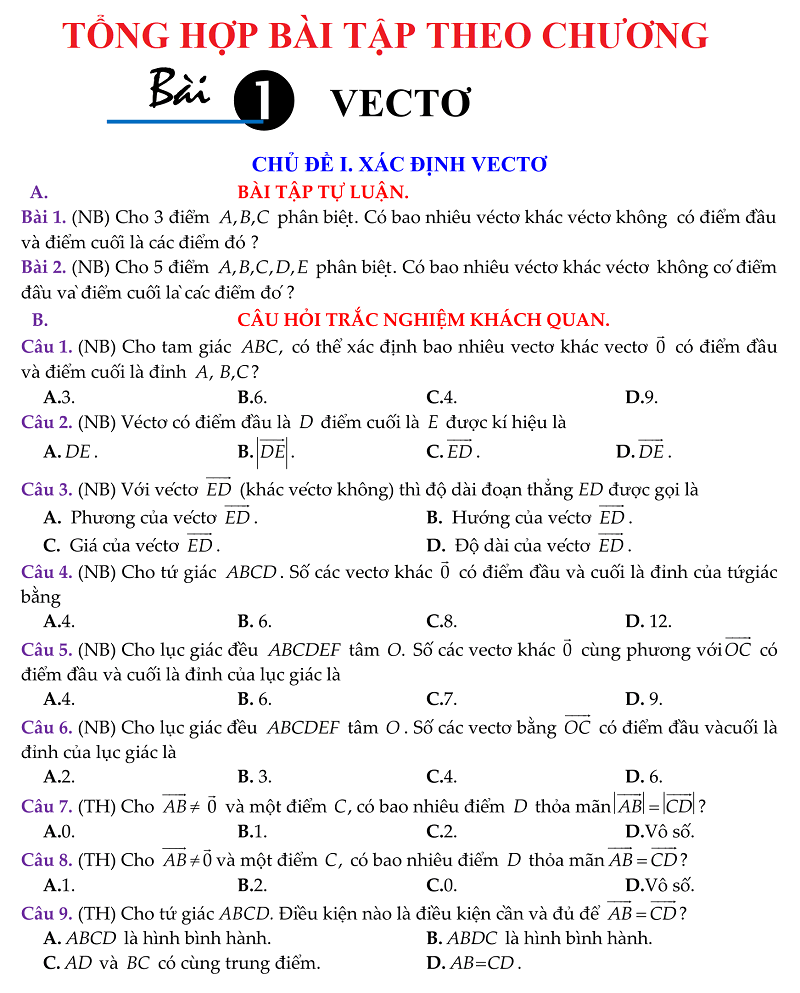 TỔNG HỢP BÀI TẬP THEO CHƯƠNG
Bài 1 VECTƠ
CHỦ ĐỀ I. XÁC ĐỊNH VECTƠ
A. BÀI TẬP TỰ LUẬN.
Bài 1. (NB) Cho 3 điểm A,B,C phân biệt. Có bao nhiêu véctơ khác véctơ không có điểm đầu
và điểm cuối là các điểm đó ?
Bài 2. (NB) Cho 5 điểm A,B,C,D,E phân biệt. Có bao nhiêu véctơ khác véctơ không có điểm
đầu và điểm cuối là các điểm đó ?
B. CÂU HỎI TRẮC NGHIỆM KHÁCH QUAN.
Câu 1. (NB) Cho tam giác ABC, có thể xác định bao nhiêu vectơ khác vectơ \vec{0} có điểm đầu
và điểm cuối là đỉnh A, B,C?
A.3. B.6. C.4. D.9.
Câu 2. (NB) Véctơ có điểm đầu là D điểm cuối là E được kí hiệu là
A. DE . B. |\overrightarrow{DE}|. C. \overrightarrow{ED} . D. \overrightarrow{DE} .
Câu 3. (NB) Với véctơ \overrightarrow{ED} (khác véctơ không) thì độ dài đoạn thẳng ED được gọi là
A. Phương của véctơ \overrightarrow{ED} . B. Hướng của véctơ \overrightarrow{ED} .
C. Giá của véctơ \overrightarrow{ED} . D. Độ dài của véctơ \overrightarrow{ED} .
Câu 4. (NB) Cho tứ giác ABCD . Số các vectơ khác \vec{0} có điểm đầu và cuối là đỉnh của tứgiác
bằng
A.4. B. 6. C.8. D. 12.
Câu 5. (NB) Cho lục giác đều ABCDEF tâm O. Số các vectơ khác \vec{0} cùng phương với\overrightarrow{OC} có
điểm đầu và cuối là đỉnh của lục giác là
A.4. B. 6. C.7. D. 9.
Câu 6. (NB) Cho lục giác đều ABCDEF tâm O . Số các vectơ bằng \overrightarrow{OC} có điểm đầu vàcuối là
đỉnh của lục giác là
A.2. B. 3. C.4. D. 6.
Câu 7. (TH) Cho \overrightarrow{AB} ≠ \vec{0} và một điểm C, có bao nhiêu điểm D thỏa mãn|\overrightarrow{AB}| = |\overrightarrow{CD}| ?
A.0. B.1. C.2. D.Vô số.
Câu 8. (TH) Cho \overrightarrow{AB} ≠ \vec{0} và một điểm C, có bao nhiêu điểm D thỏa mãn \overrightarrow{AB} = \overrightarrow{CD} ?
A.1. B.2. C.0. D.Vô số.
Câu 9. (TH) Cho tứ giác ABCD. Điều kiện nào là điều kiện cần và đủ để \overrightarrow{AB} = \overrightarrow{CD} ?
A. ABCD là hình bình hành. B. ABDC là hình bình hành.
C. AD và BC có cùng trung điểm. D. AB=CD .